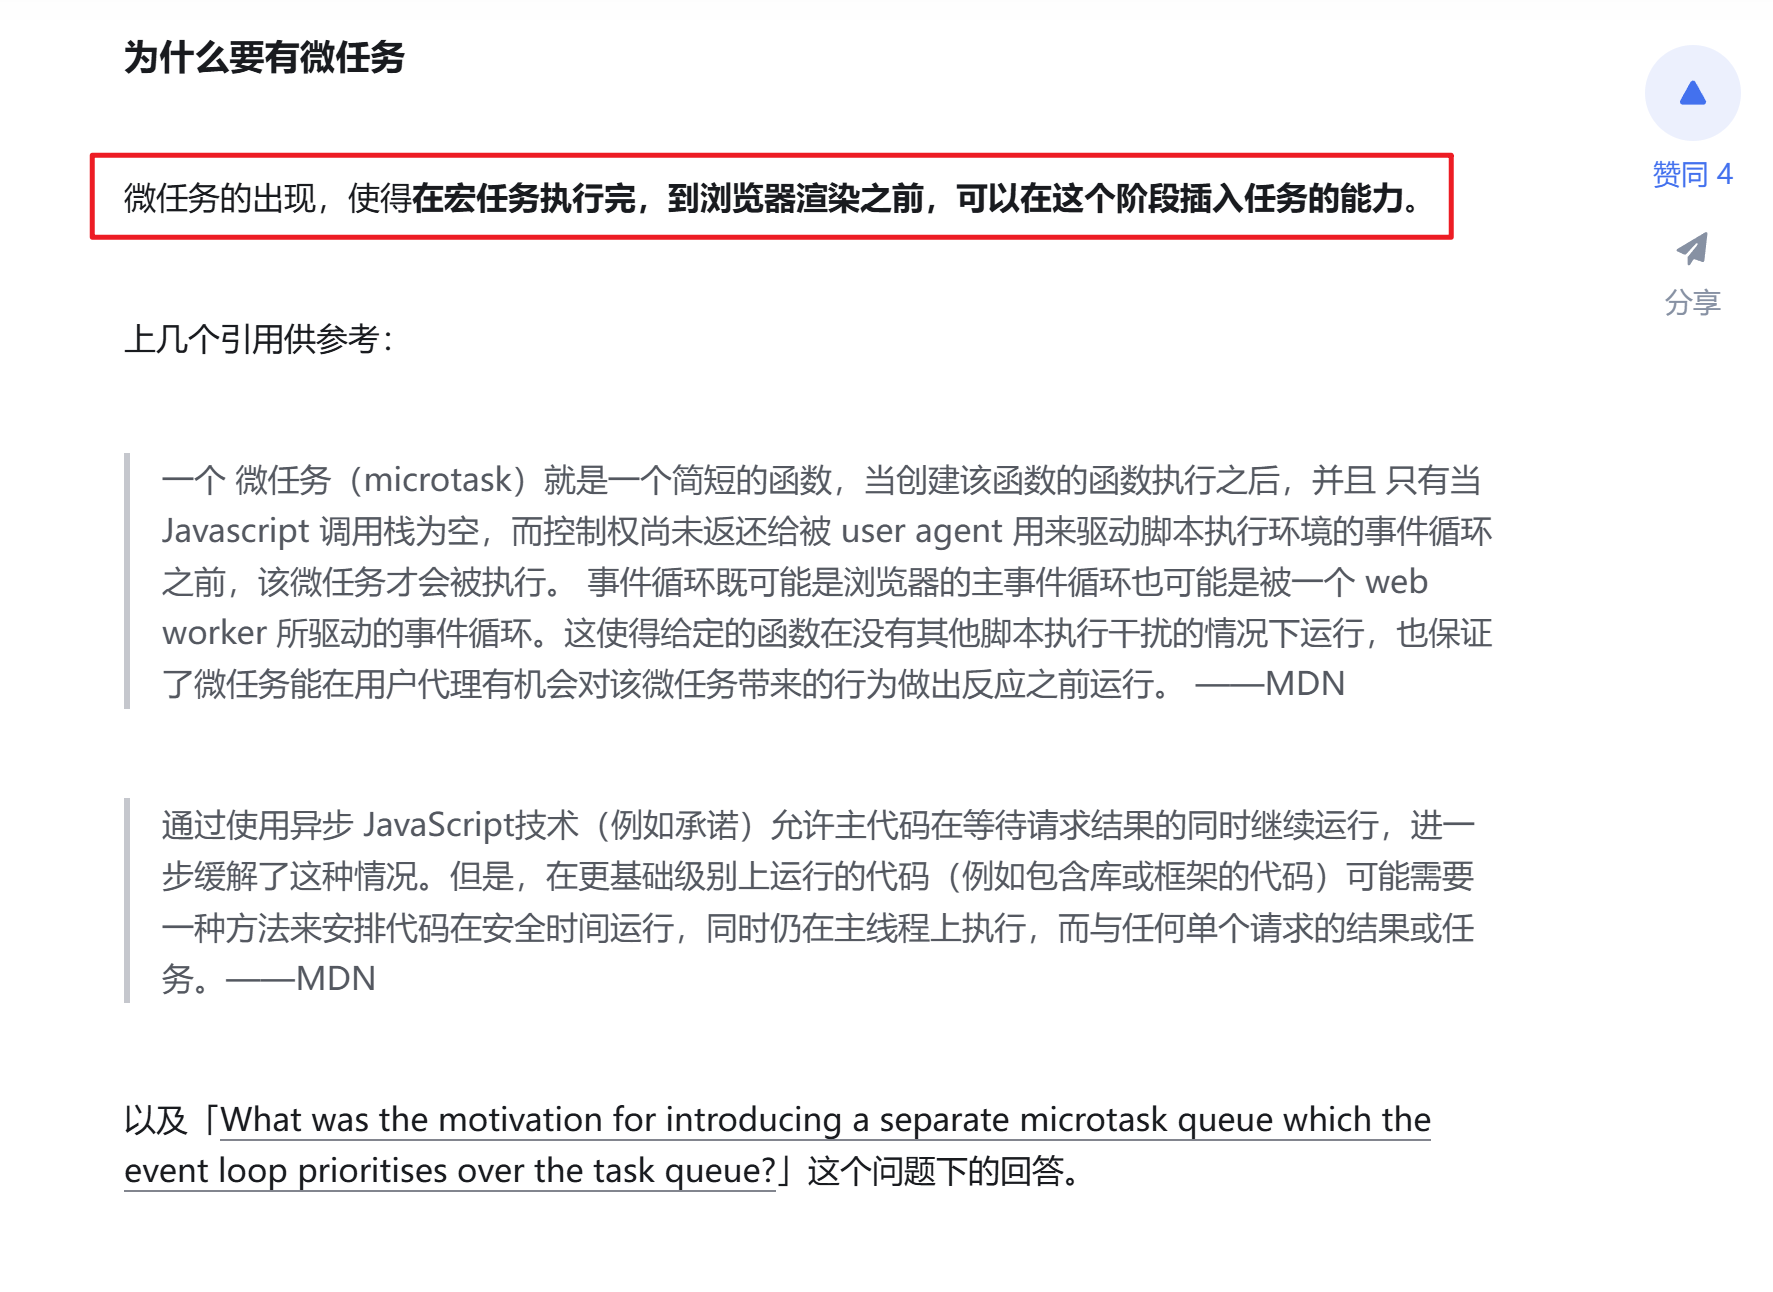 为什么要有微任务
微任务的出现，使得在宏任务执行完，到浏览器渲染之前，可以在这个阶段插入任务的能力。
赞同 4
分享
上几个引用供参考：
一个 微任务（microtask）就是一个简短的函数，当创建该函数的函数执行之后，并且 只有当
Javascript 调用栈为空，而控制权尚未返还给被 user agent 用来驱动脚本执行环境的事件循环
之前，该微任务才会被执行。 事件循环既可能是浏览器的主事件循环也可能是被一个 web
worker 所驱动的事件循环。这使得给定的函数在没有其他脚本执行干扰的情况下运行，也保证
了微任务能在用户代理有机会对该微任务带来的行为做出反应之前运行。 ——MDN
通过使用异步 JavaScript技术（例如承诺）允许主代码在等待请求结果的同时继续运行，进一
步缓解了这种情况。但是，在更基础级别上运行的代码（例如包含库或框架的代码）可能需要
一种方法来安排代码在安全时间运行，同时仍在主线程上执行，而与任何单个请求的结果或任
务。——MDN
以及「What was the motivation for introducing a separate microtask queue which the
event loop prioritises over the task queue?」这个问题下的回答。